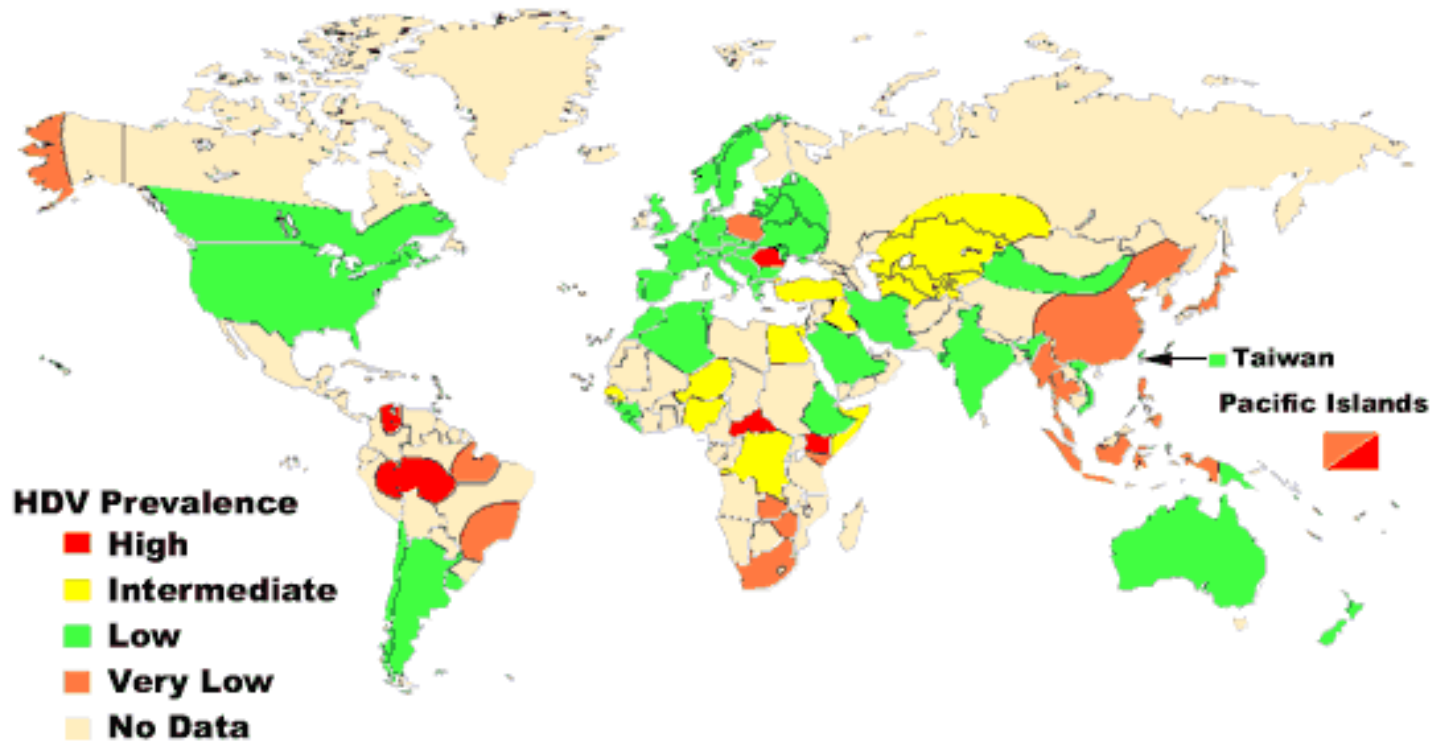 Taiwan
Pacific Islands
HDV Prevalence
High
Intermediate
Low
Very Low
No Data